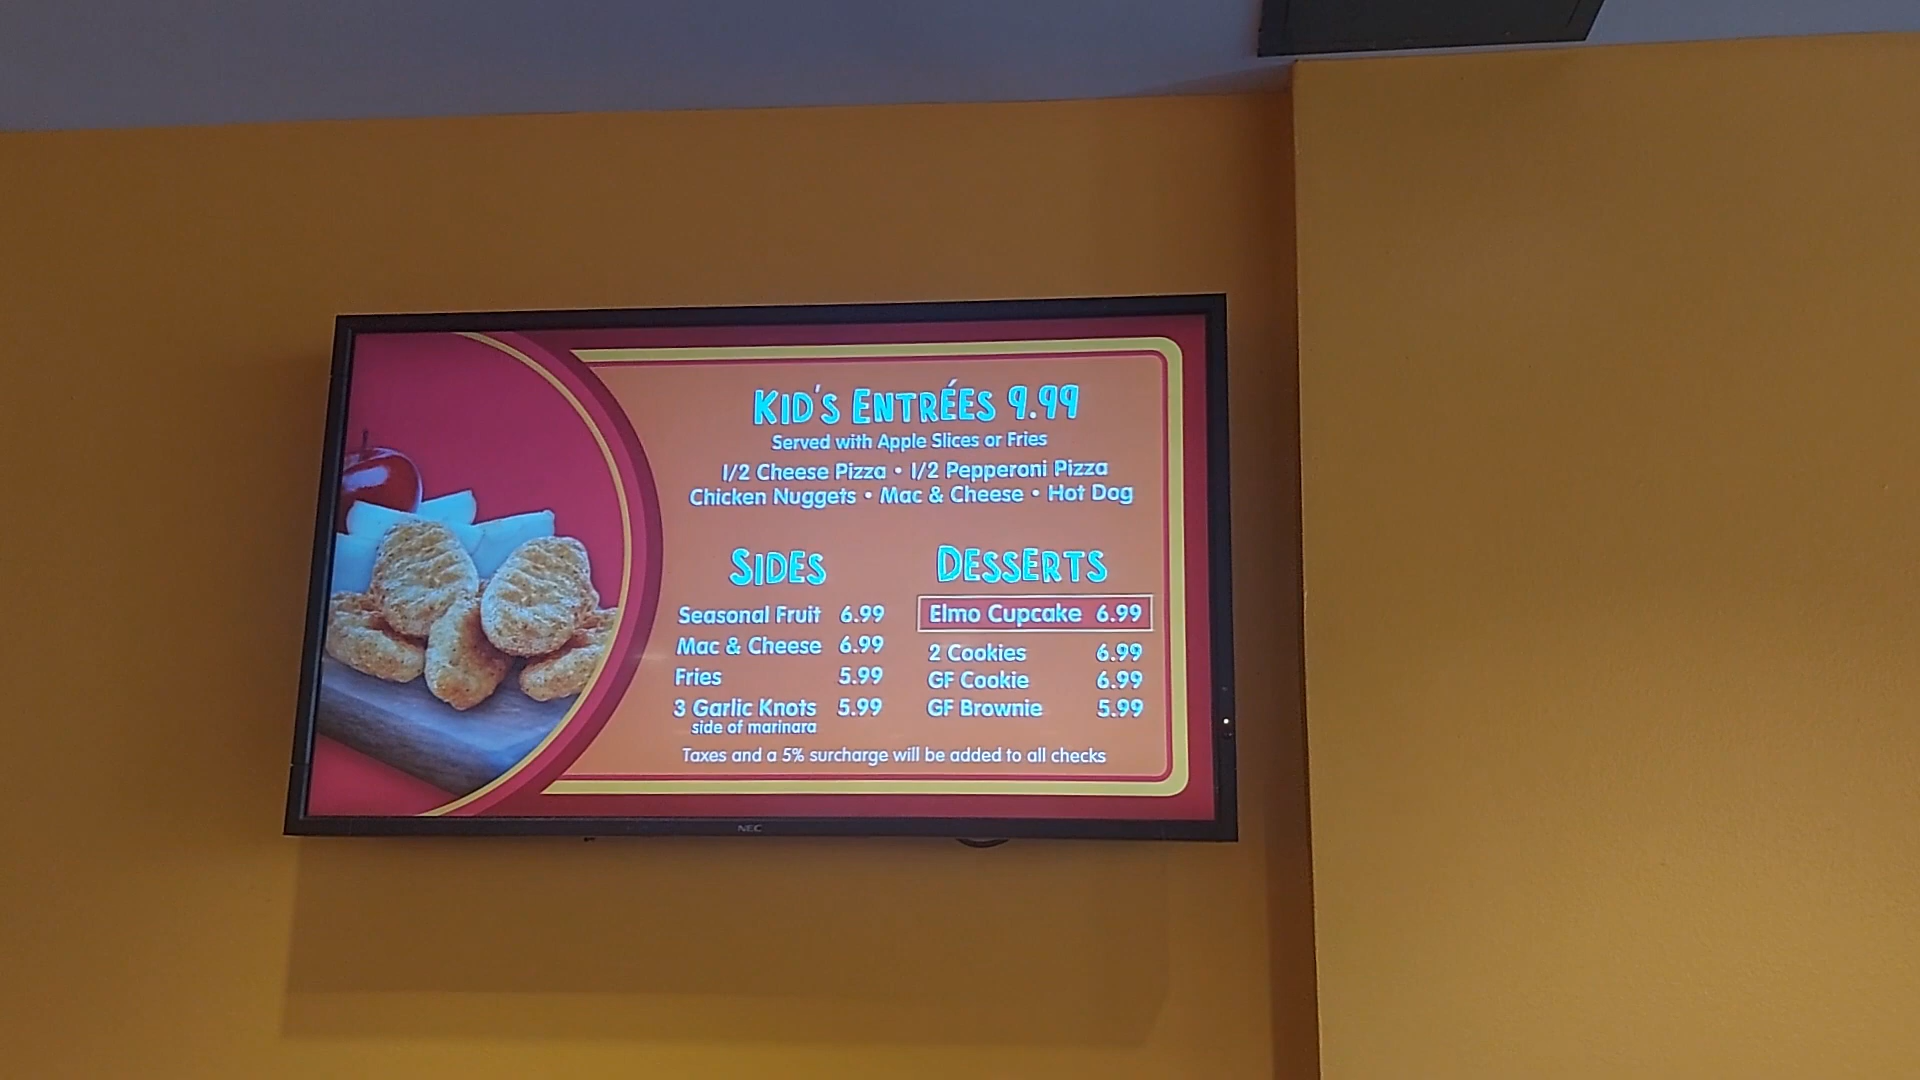 KID'S ENTRÉES 9.99
Served with Apple Slices or Fries
1/2 Cheese Pizza • 1/2 Pepperoni Pizza
Chicken Nuggets • Mac & Cheese • Hot Dog
SIDES
Seasonal Fruit 6.99
Mac & Cheese 6.99
Fries 5.99
3 Garlic Knots 5.99
side of marinara
DESSERTS
Elmo Cupcake 6.99
2 Cookies 6.99
GF Cookie 6.99
GF Brownie 5.99
Taxes and a 5% surcharge will be added to all checks
NEC